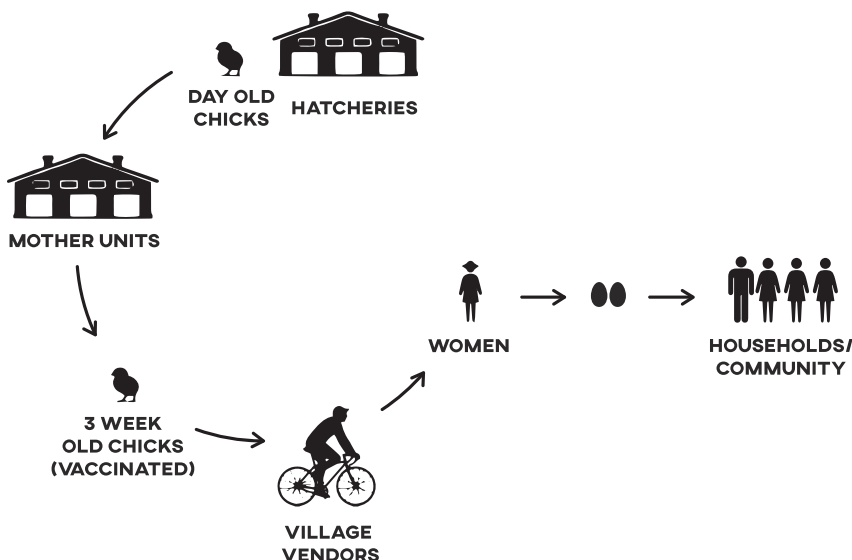 DAY OLD
CHICKS
HATCHERIES
MOTHER UNITS
3 WEEK
OLD CHICKS
(VACCINATED)
VILLAGE
VENDORS
WOMEN
HOUSEHOLDS/
COMMUNITY